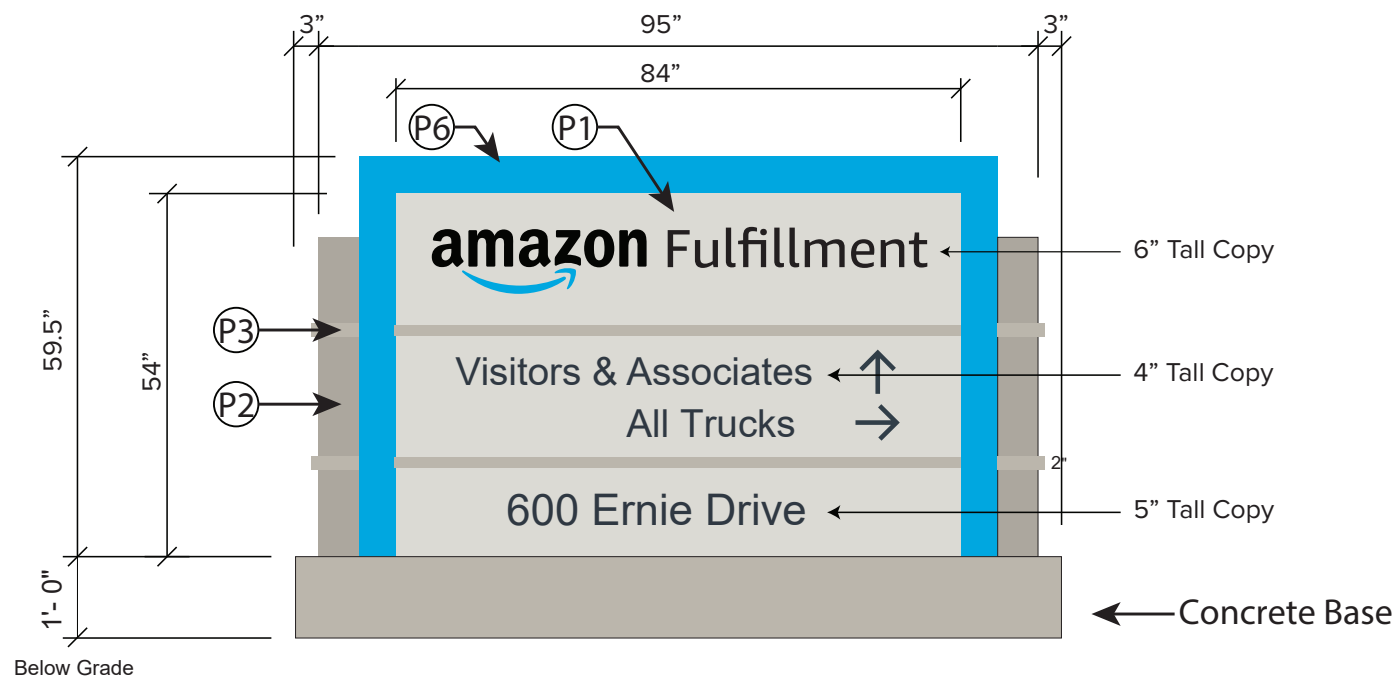 3” 95” 3”
84”
P6 P1
amazon Fulfillment
6” Tall Copy
59.5”
54”
P3
Visitors & Associates ↑
4” Tall Copy
P2
All Trucks →
2"
600 Ernie Drive
5” Tall Copy
1'- 0"
Concrete Base
Below Grade